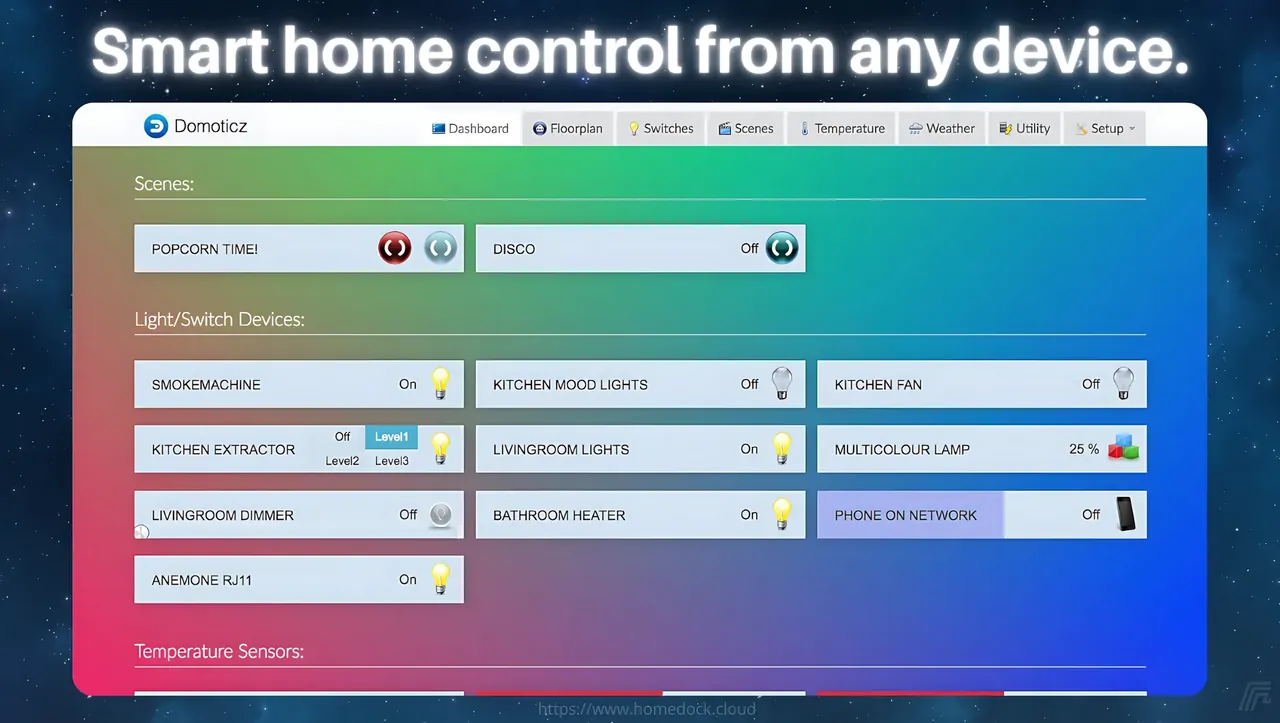 Smart home control from any device.
Domoticz
Dashboard Floorplan Switches Scenes Temperature Weather Utility Setup
Scenes:
POPCORN TIME! DISCO Off
Light/Switch Devices:
SMOKEMACHINE On KITCHEN MOOD LIGHTS Off KITCHEN FAN Off
KITCHEN EXTRACTOR Off Level1 Level2 Level3 LIVINGROOM LIGHTS On MULTICOLOUR LAMP 25 %
LIVINGROOM DIMMER Off BATHROOM HEATER On PHONE ON NETWORK Off
ANEMONE RJ11 On
Temperature Sensors:
https://www.homedock.cloud